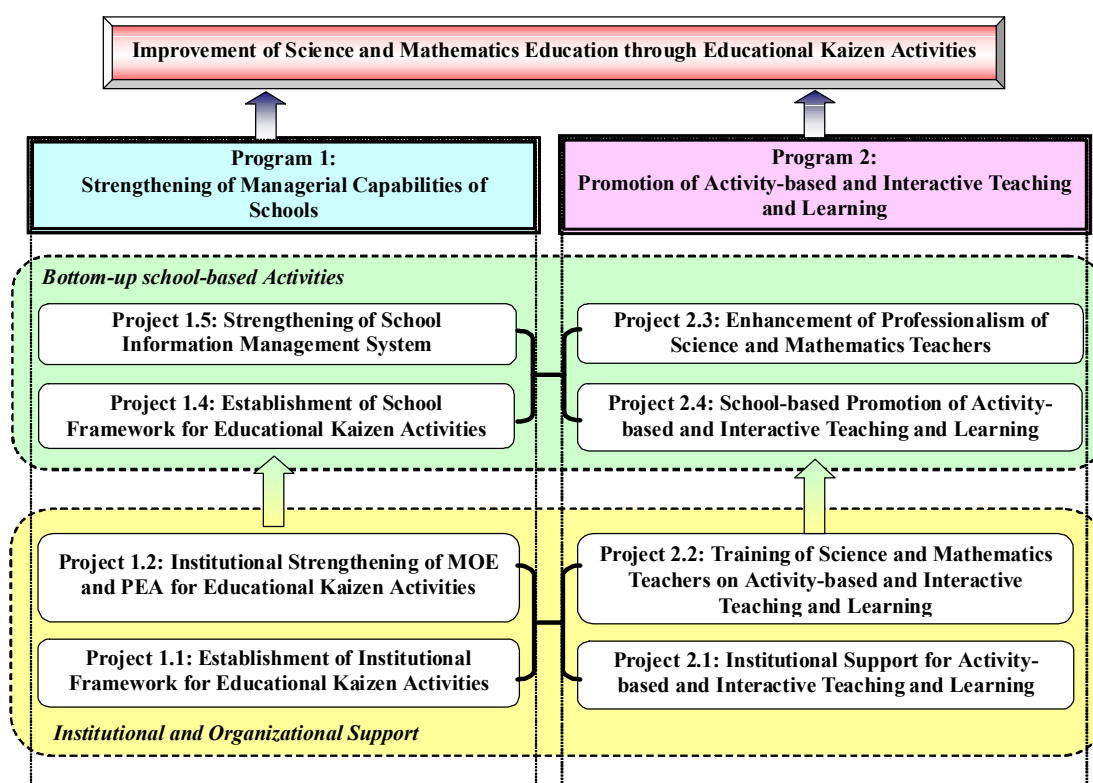 Improvement of Science and Mathematics Education through Educational Kaizen Activities
Program 1:
Strengthening of Managerial Capabilities of
Schools
Program 2:
Promotion of Activity-based and Interactive Teaching
and Learning
Bottom-up school-based Activities
Project 1.5: Strengthening of School
Information Management System
Project 2.3: Enhancement of Professionalism of
Science and Mathematics Teachers
Project 1.4: Establishment of School
Framework for Educational Kaizen Activities
Project 2.4: School-based Promotion of Activity-
based and Interactive Teaching and Learning
Project 1.2: Institutional Strengthening of MOE
and PEA for Educational Kaizen Activities
Project 2.2: Training of Science and Mathematics
Teachers on Activity-based and Interactive
Teaching and Learning
Project 1.1: Establishment of Institutional
Framework for Educational Kaizen Activities
Project 2.1: Institutional Support for Activity-
based and Interactive Teaching and Learning
Institutional and Organizational Support